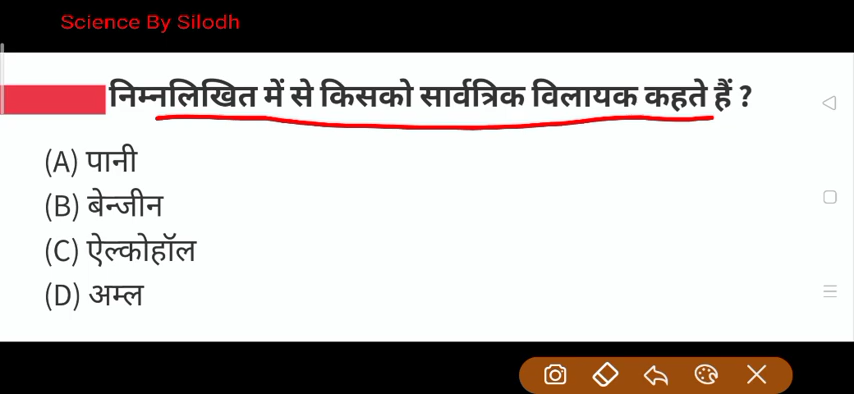 Science By Silodh
निम्नलिखित में से किसको सार्वत्रिक विलायक कहते हैं ?
(A) पानी
(B) बेन्जीन
(C) ऐल्कोहॉल
(D) अम्ल